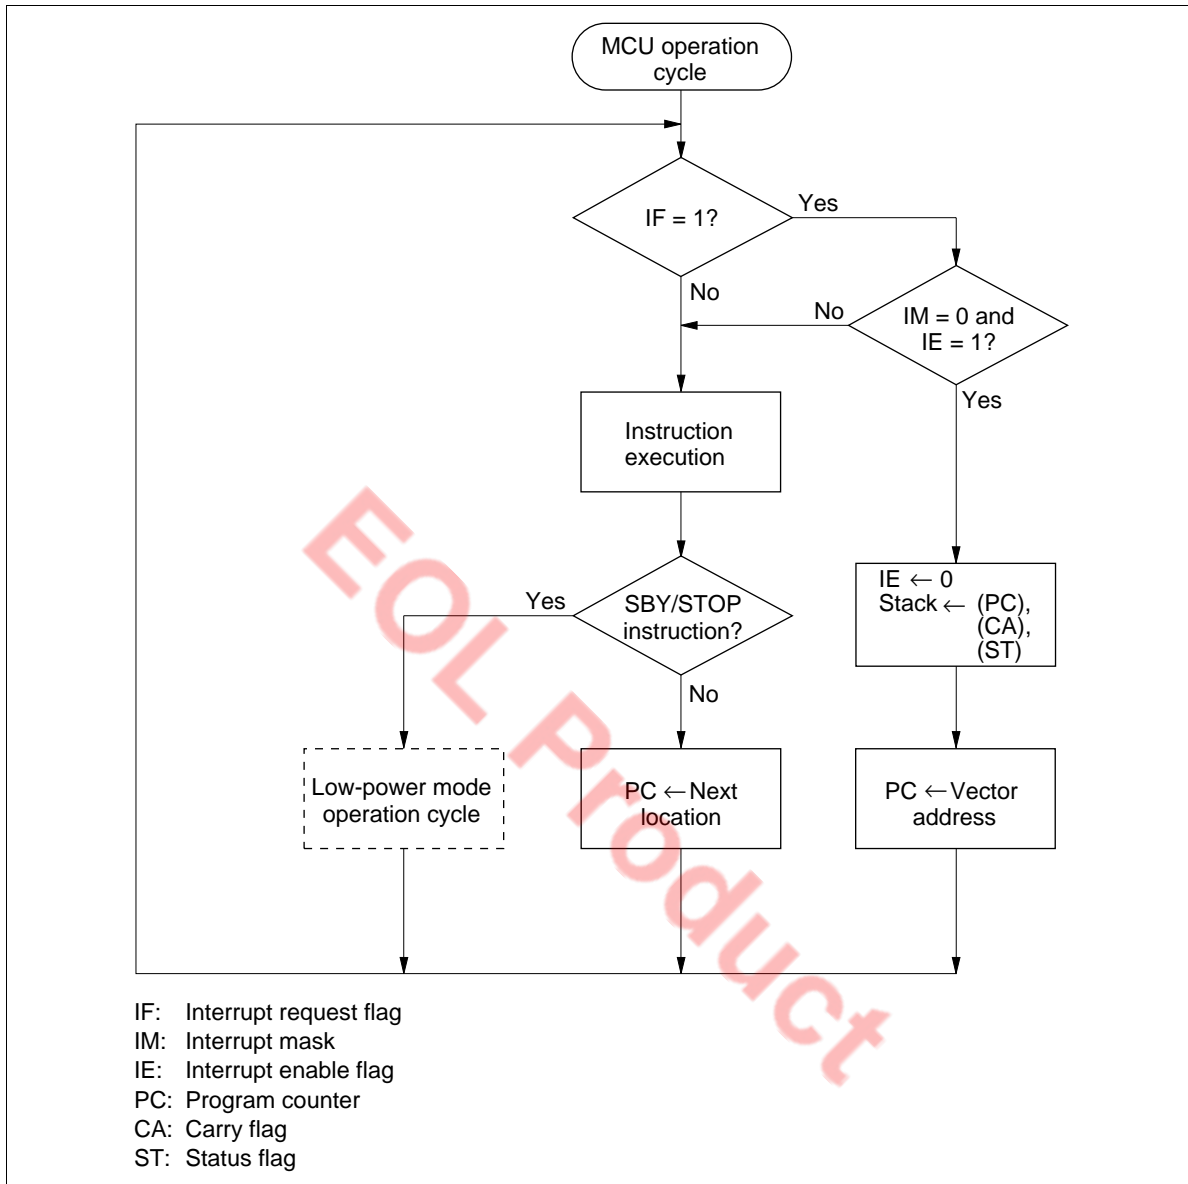 MCU operation
cycle
IF = 1?
Yes
No
IM = 0 and
IE = 1?
No
Yes
Instruction
execution
SBY/STOP
instruction?
Yes
No
IE ← 0
Stack ← (PC),
(CA),
(ST)
Low-power mode
operation cycle
PC ← Next
location
PC ← Vector
address
EOL Product
IF: Interrupt request flag
IM: Interrupt mask
IE: Interrupt enable flag
PC: Program counter
CA: Carry flag
ST: Status flag